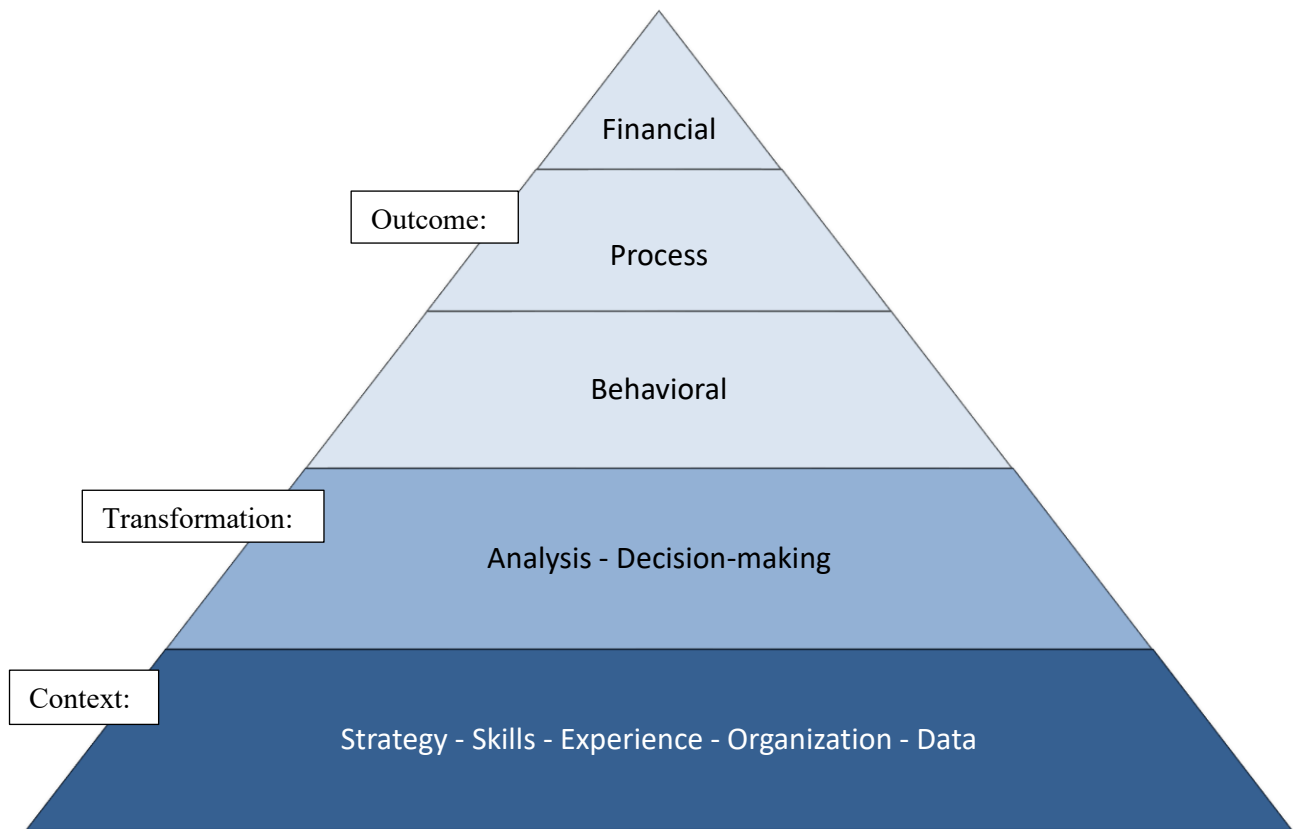 Financial
Outcome:
Process
Behavioral
Transformation:
Analysis - Decision-making
Context:
Strategy - Skills - Experience - Organization - Data